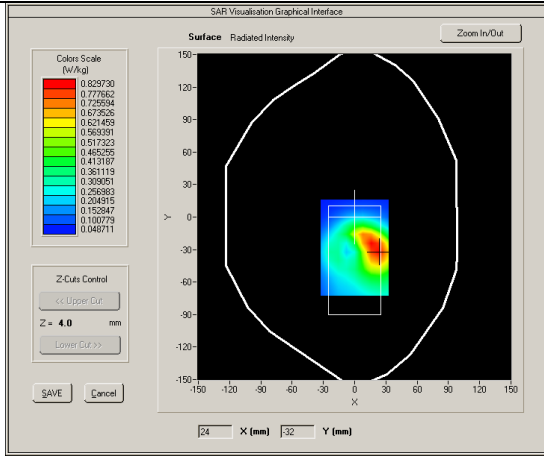 SAR Visualisation Graphical Interface
Surface Radiated Intensity
Zoom In/Out
Colors Scale
(W/kg)
0.829730
0.777662
0.725594
0.673526
0.621459
0.569391
0.517323
0.465255
0.413187
0.361119
0.309051
0.256983
0.204915
0.152847
0.100779
0.048711
Z-Cuts Control
<< Upper Cut
Z = 4.0 mm
Lower Cut >>
SAVE Cancel
150
120
90
60
30
0
-30
-60
-90
-120
-150
Y
-150 -120 -90 -60 -30 0 30 60 90 120 150
X
24 X (mm) -32 Y (mm)